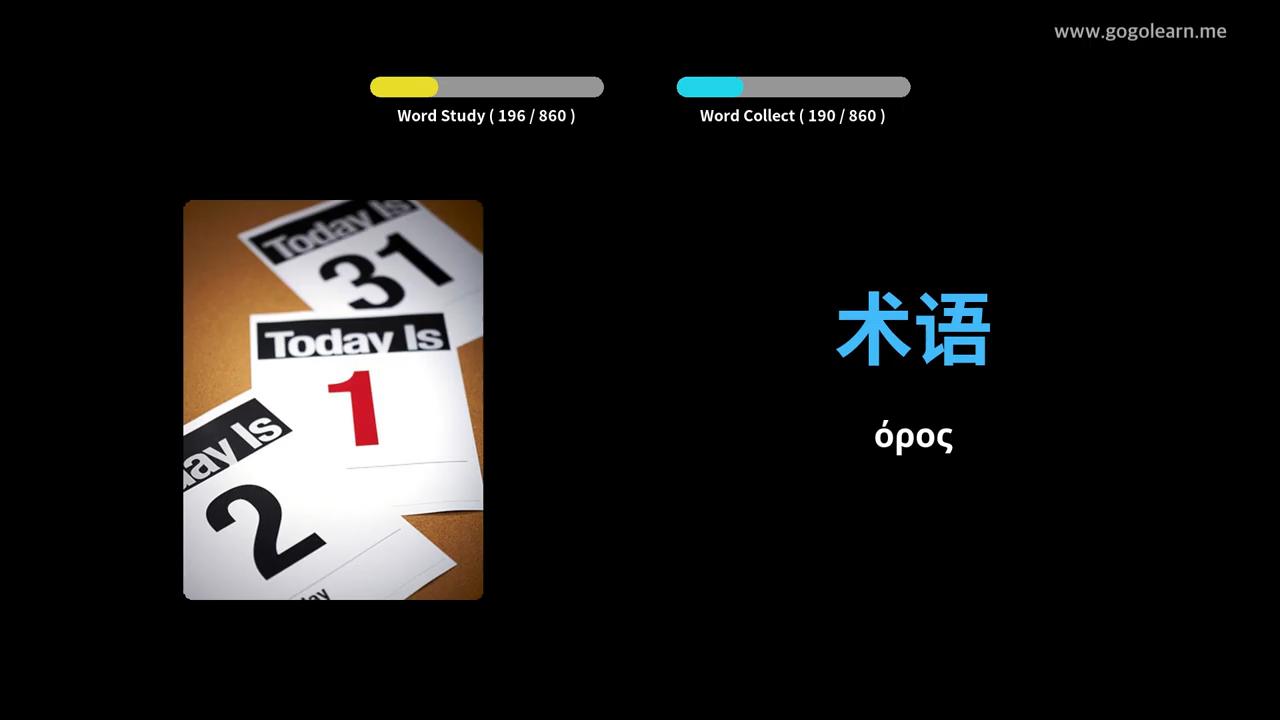 www.gogolearn.me
Word Study ( 196 / 860 )
Word Collect ( 190 / 860 )
Today Is
31
Today Is
1
ay Is
2
ay
术语
όρος